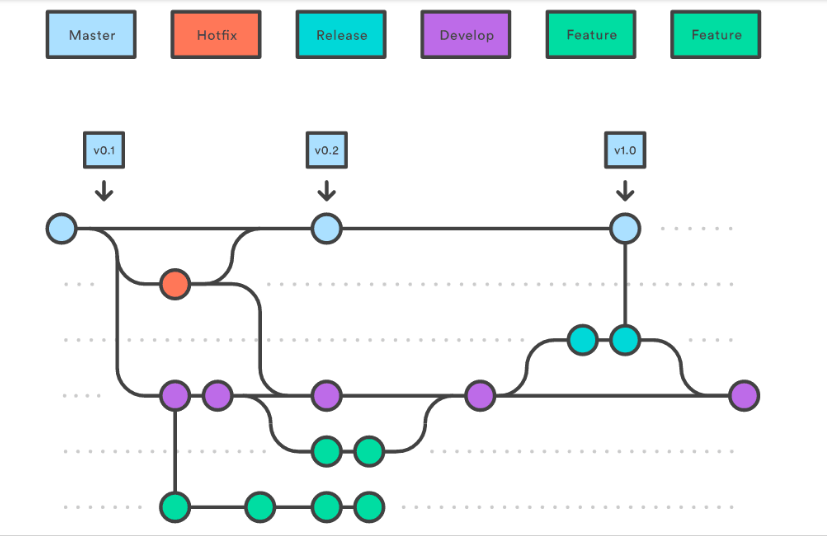 Master
Hotfix
Release
Develop
Feature
Feature
v0.1
v0.2
v1.0